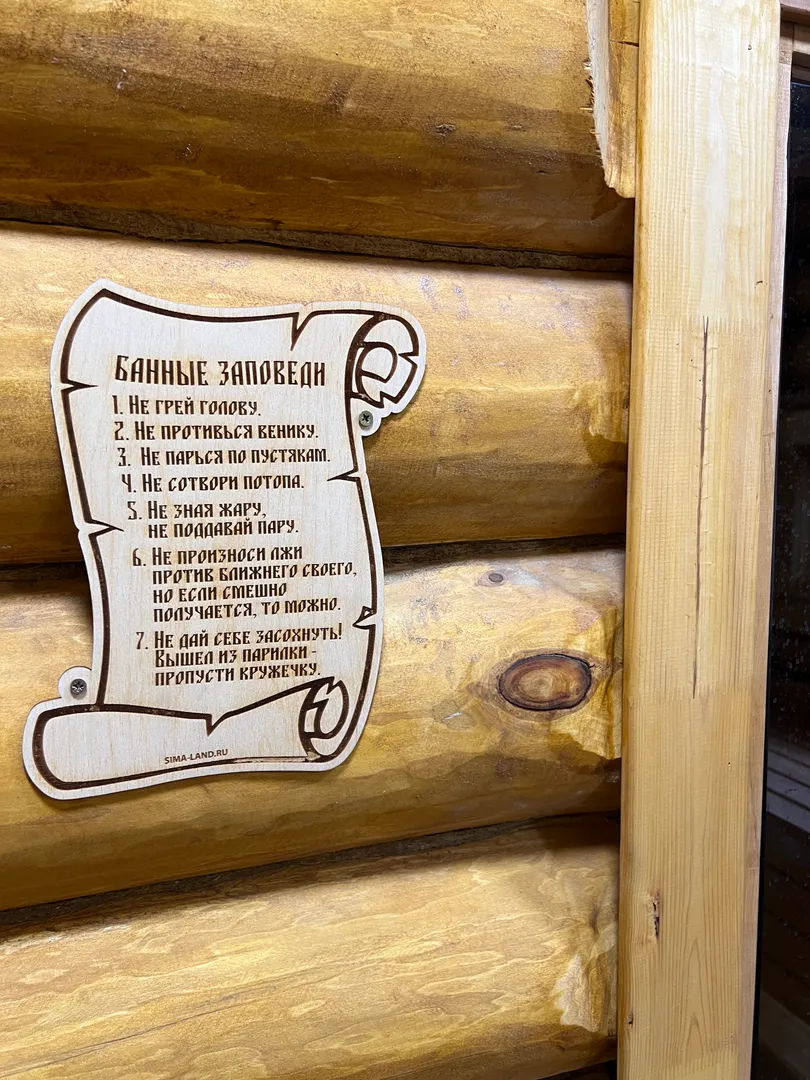 БАННЫЕ ЗАПОВЕДИ
1. НЕ ГРЕЙ ГОЛОВУ.
2. НЕ ПРОТИВЬСЯ ВЕНИКУ.
3. НЕ ПАРЬСЯ ПО ПУСТЯКАМ.
4. НЕ СОТВОРИ ПОТОПА.
5. НЕ ЗНАЯ ЖАРУ,
НЕ ПОДДАВАЙ ПАРУ.
6. НЕ ПРОИЗНОСИ ЛЖИ
ПРОТИВ БЛИЖНЕГО СВОЕГО,
НО ЕСЛИ СМЕШНО
ПОЛУЧАЕТСЯ, ТО МОЖНО.
7. НЕ ДАЙ СЕБЕ ЗАСОХНУТЬ!
ВЫШЕЛ ИЗ ПАРИЛКИ -
ПРОПУСТИ КРУЖЕЧКУ.
SIMA-LAND.RU